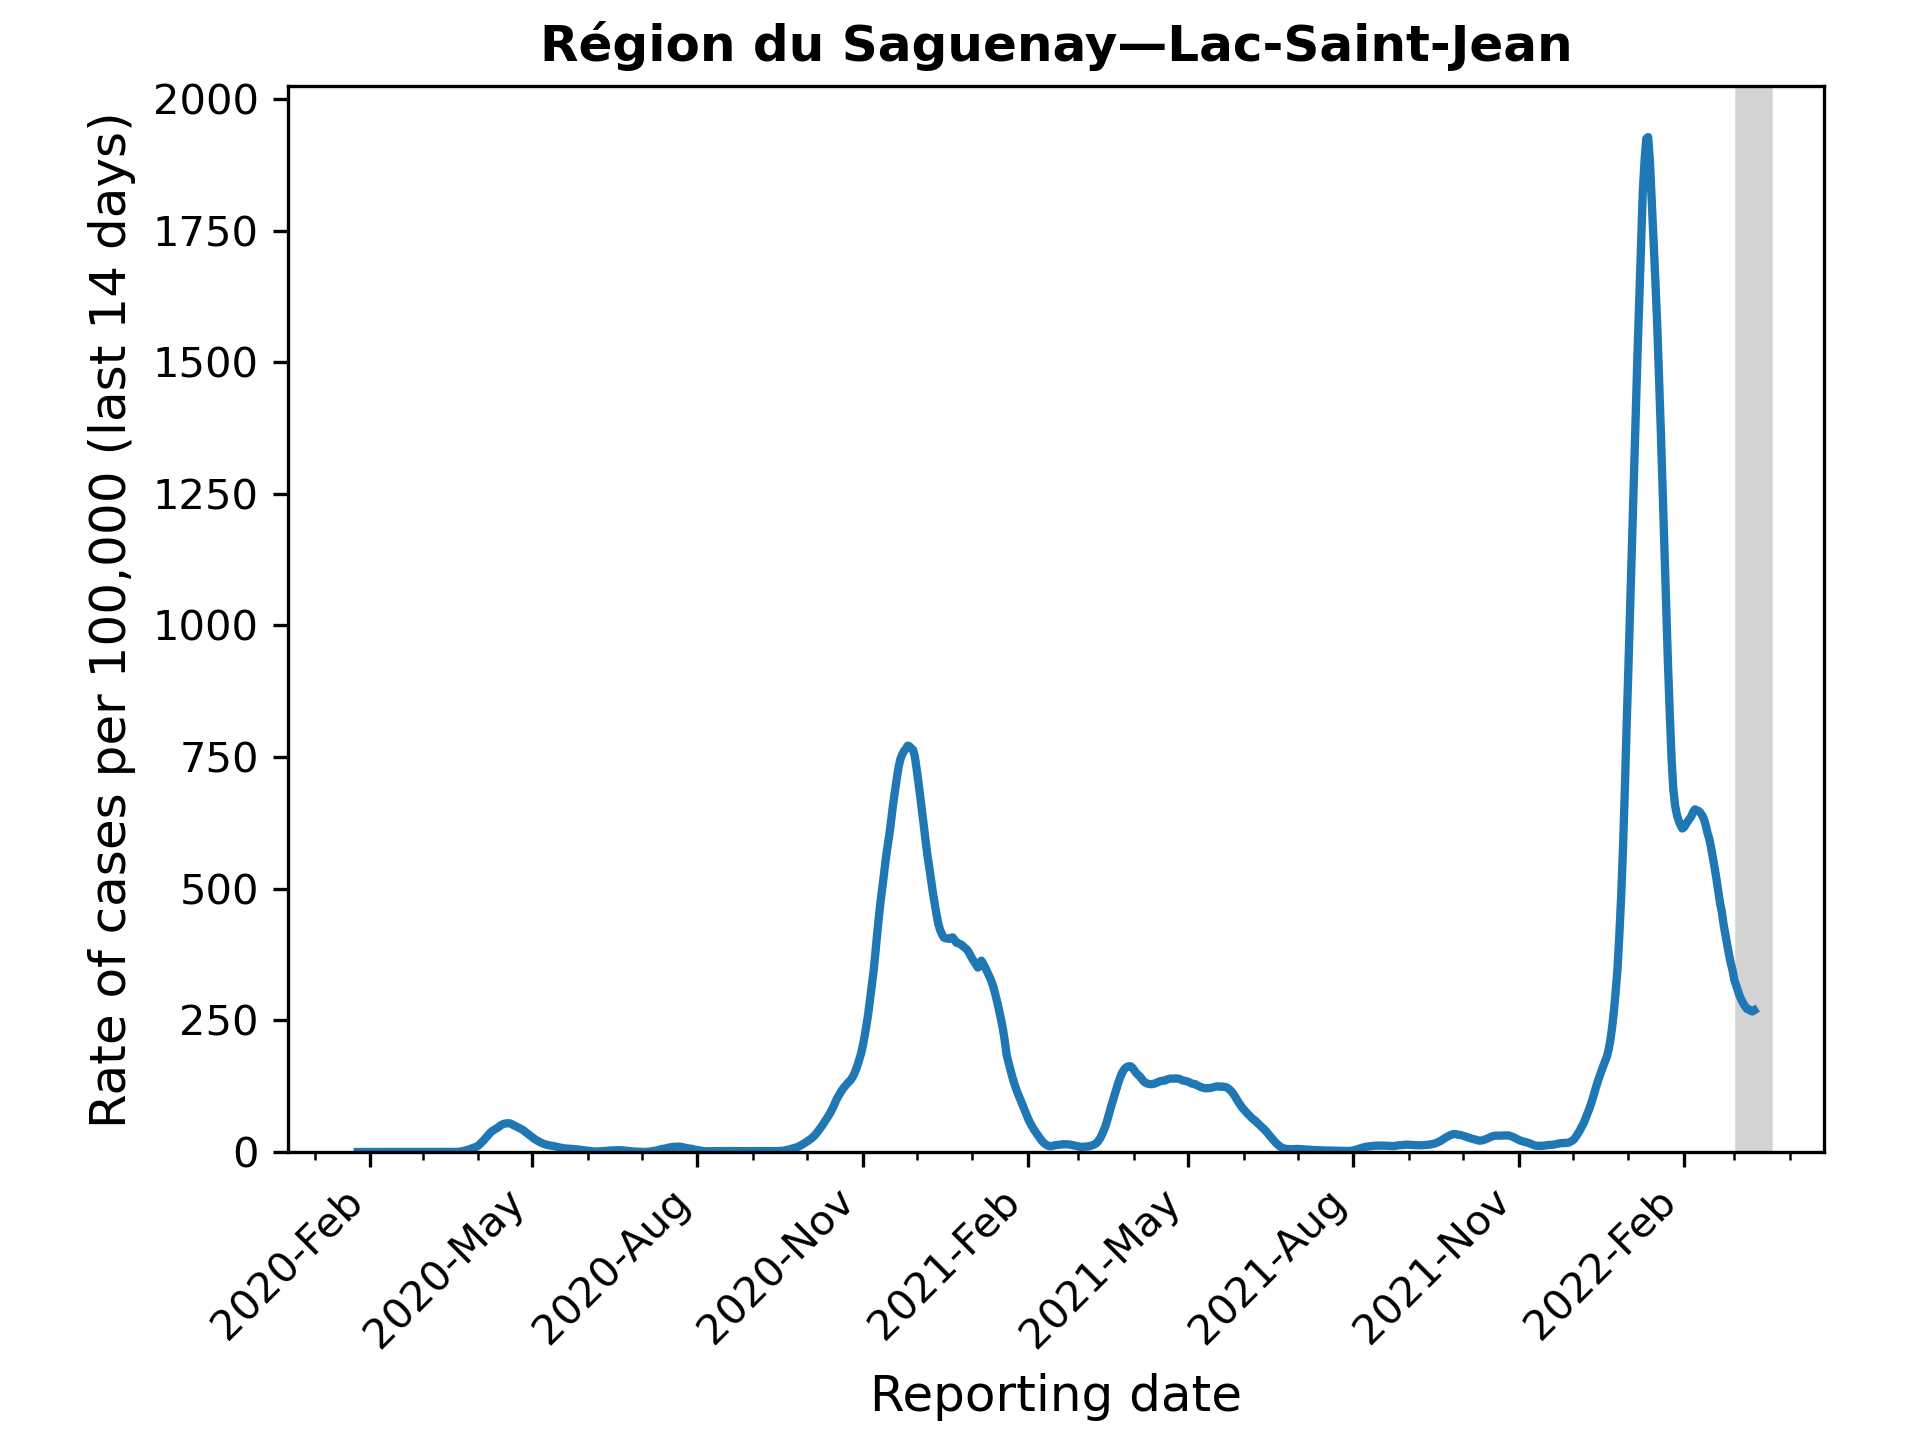 Région du Saguenay—Lac-Saint-Jean
Rate of cases per 100,000 (last 14 days)
2000
1750
1500
1250
1000
750
500
250
0
2020-Feb
2020-May
2020-Aug
2020-Nov
2021-Feb
2021-May
2021-Aug
2021-Nov
2022-Feb
Reporting date